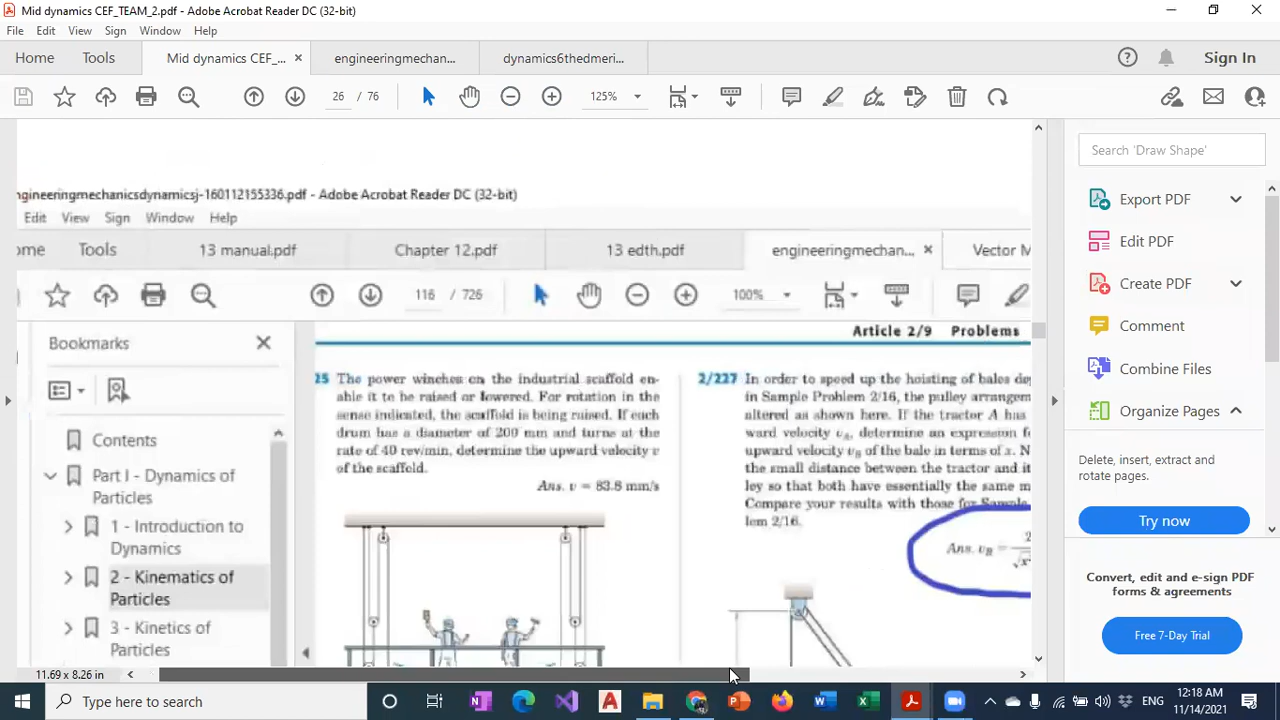 Mid dynamics CEF_TEAM_2.pdf - Adobe Acrobat Reader DC (32-bit)
File Edit View Sign Window Help
Home Tools Mid dynamics CEF_... engineeringmechan... dynamics6thedmeri...
Sign In
26 / 76
125%
Search 'Draw Shape'
ngineeringmechanicsdynamicsj-160112155336.pdf - Adobe Acrobat Reader DC (32-bit)
Edit View Sign Window Help
ome Tools 13 manual.pdf Chapter 12.pdf 13 edth.pdf engineeringmechan... Vector M
116 / 726
100%
Bookmarks
Contents
Part I - Dynamics of
Particles
1 - Introduction to
Dynamics
2 - Kinematics of
Particles
3 - Kinetics of
Particles
Article 2/9 Problems
25 The power winches on the industrial scaffold en-
able it to be raised or lowered. For rotation in the
sense indicated, the scaffold is being raised. If each
drum has a diameter of 200 mm and turns at the
rate of 40 rev/min, determine the upward velocity v
of the scaffold.
Ans. v = 83.8 mm/s
2/227 In order to speed up the hoisting of bales de
in Sample Problem 2/16, the pulley arrangem
altered as shown here. If the tractor A has
ward velocity vA, determine an expression f
upward velocity vB of the bale in terms of x. N
the small distance between the tractor and it
ley so that both have essentially the same m
Compare your results with those for Sample
lem 2/16.
Ans. vB = 2
√x
Export PDF
Edit PDF
Create PDF
Comment
Combine Files
Organize Pages
Delete, insert, extract and
rotate pages.
Try now
Convert, edit and e-sign PDF
forms & agreements
Free 7-Day Trial
11.69 x 8.26 in
Type here to search
ENG
12:18 AM
11/14/2021